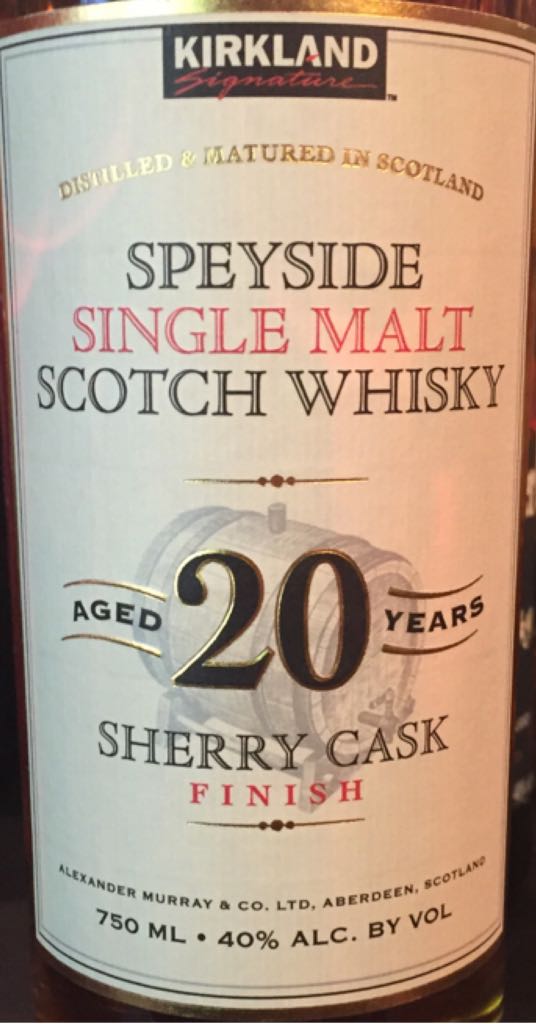 KIRKLAND
Signature™
DISTILLED & MATURED IN SCOTLAND
SPEYSIDE
SINGLE MALT
SCOTCH WHISKY
AGED 20 YEARS
SHERRY CASK
FINISH
ALEXANDER MURRAY & CO. LTD, ABERDEEN, SCOTLAND
750 ML • 40% ALC. BY VOL